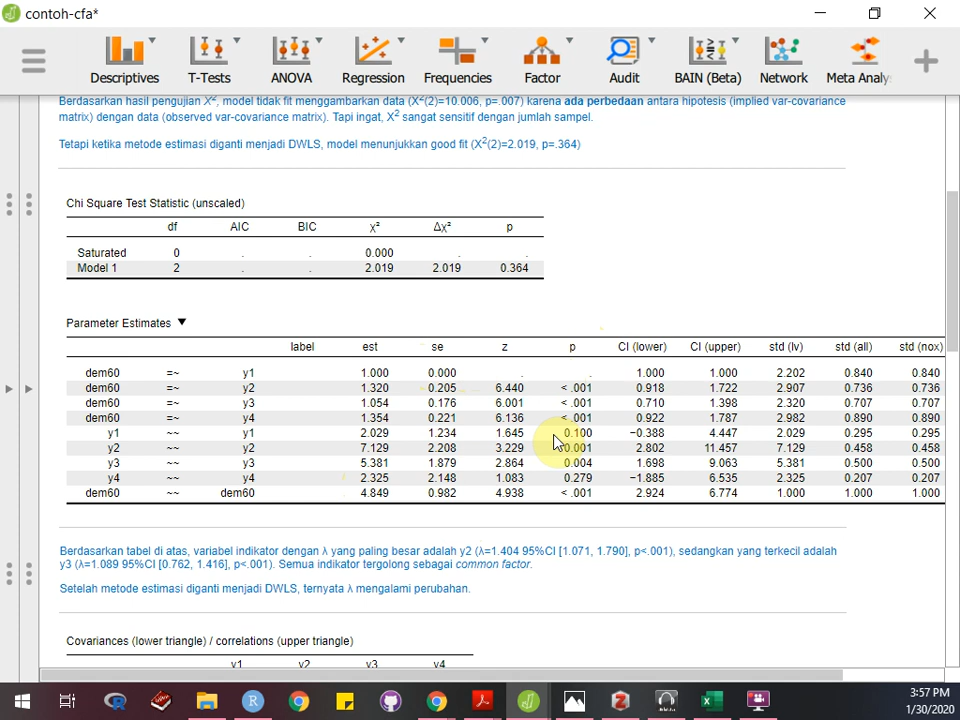 contoh-cfa*
Descriptives T-Tests ANOVA Regression Frequencies Factor Audit BAIN (Beta) Network Meta Analy
Berdasarkan hasil pengujian X², model tidak fit menggambarkan data (X²(2)=10.006, p=.007) karena ada perbedaan antara hipotesis (implied var-covariance
matrix) dengan data (observed var-covariance matrix). Tapi ingat, X² sangat sensitif dengan jumlah sampel.
Tetapi ketika metode estimasi diganti menjadi DWLS, model menunjukkan good fit (X²(2)=2.019, p=.364)
Chi Square Test Statistic (unscaled)
df AIC BIC χ² Δχ² p
Saturated 0 . . 0.000 . .
Model 1 2 . . 2.019 2.019 0.364
Parameter Estimates ▼
label est se z p CI (lower) CI (upper) std (lv) std (all) std (nox)
dem60 =~ y1 1.000 0.000 . . 1.000 1.000 2.202 0.840 0.840
dem60 =~ y2 1.320 0.205 6.440 < .001 0.918 1.722 2.907 0.736 0.736
dem60 =~ y3 1.054 0.176 6.001 < .001 0.710 1.398 2.320 0.707 0.707
dem60 =~ y4 1.354 0.221 6.136 < .001 0.922 1.787 2.982 0.890 0.890
y1 ~~ y1 2.029 1.234 1.645 0.100 −0.388 4.447 2.029 0.295 0.295
y2 ~~ y2 7.129 2.208 3.229 0.001 2.802 11.457 7.129 0.458 0.458
y3 ~~ y3 5.381 1.879 2.864 0.004 1.698 9.063 5.381 0.500 0.500
y4 ~~ y4 2.325 2.148 1.083 0.279 −1.885 6.535 2.325 0.207 0.207
dem60 ~~ dem60 4.849 0.982 4.938 < .001 2.924 6.774 1.000 1.000 1.000
Berdasarkan tabel di atas, variabel indikator dengan λ yang paling besar adalah y2 (λ=1.404 95%CI [1.071, 1.790], p<.001), sedangkan yang terkecil adalah
y3 (λ=1.089 95%CI [0.762, 1.416], p<.001). Semua indikator tergolong sebagai common factor.
Setelah metode estimasi diganti menjadi DWLS, ternyata λ mengalami perubahan.
Covariances (lower triangle) / correlations (upper triangle)
y1 y2 y3 y4
3:57 PM
1/30/2020